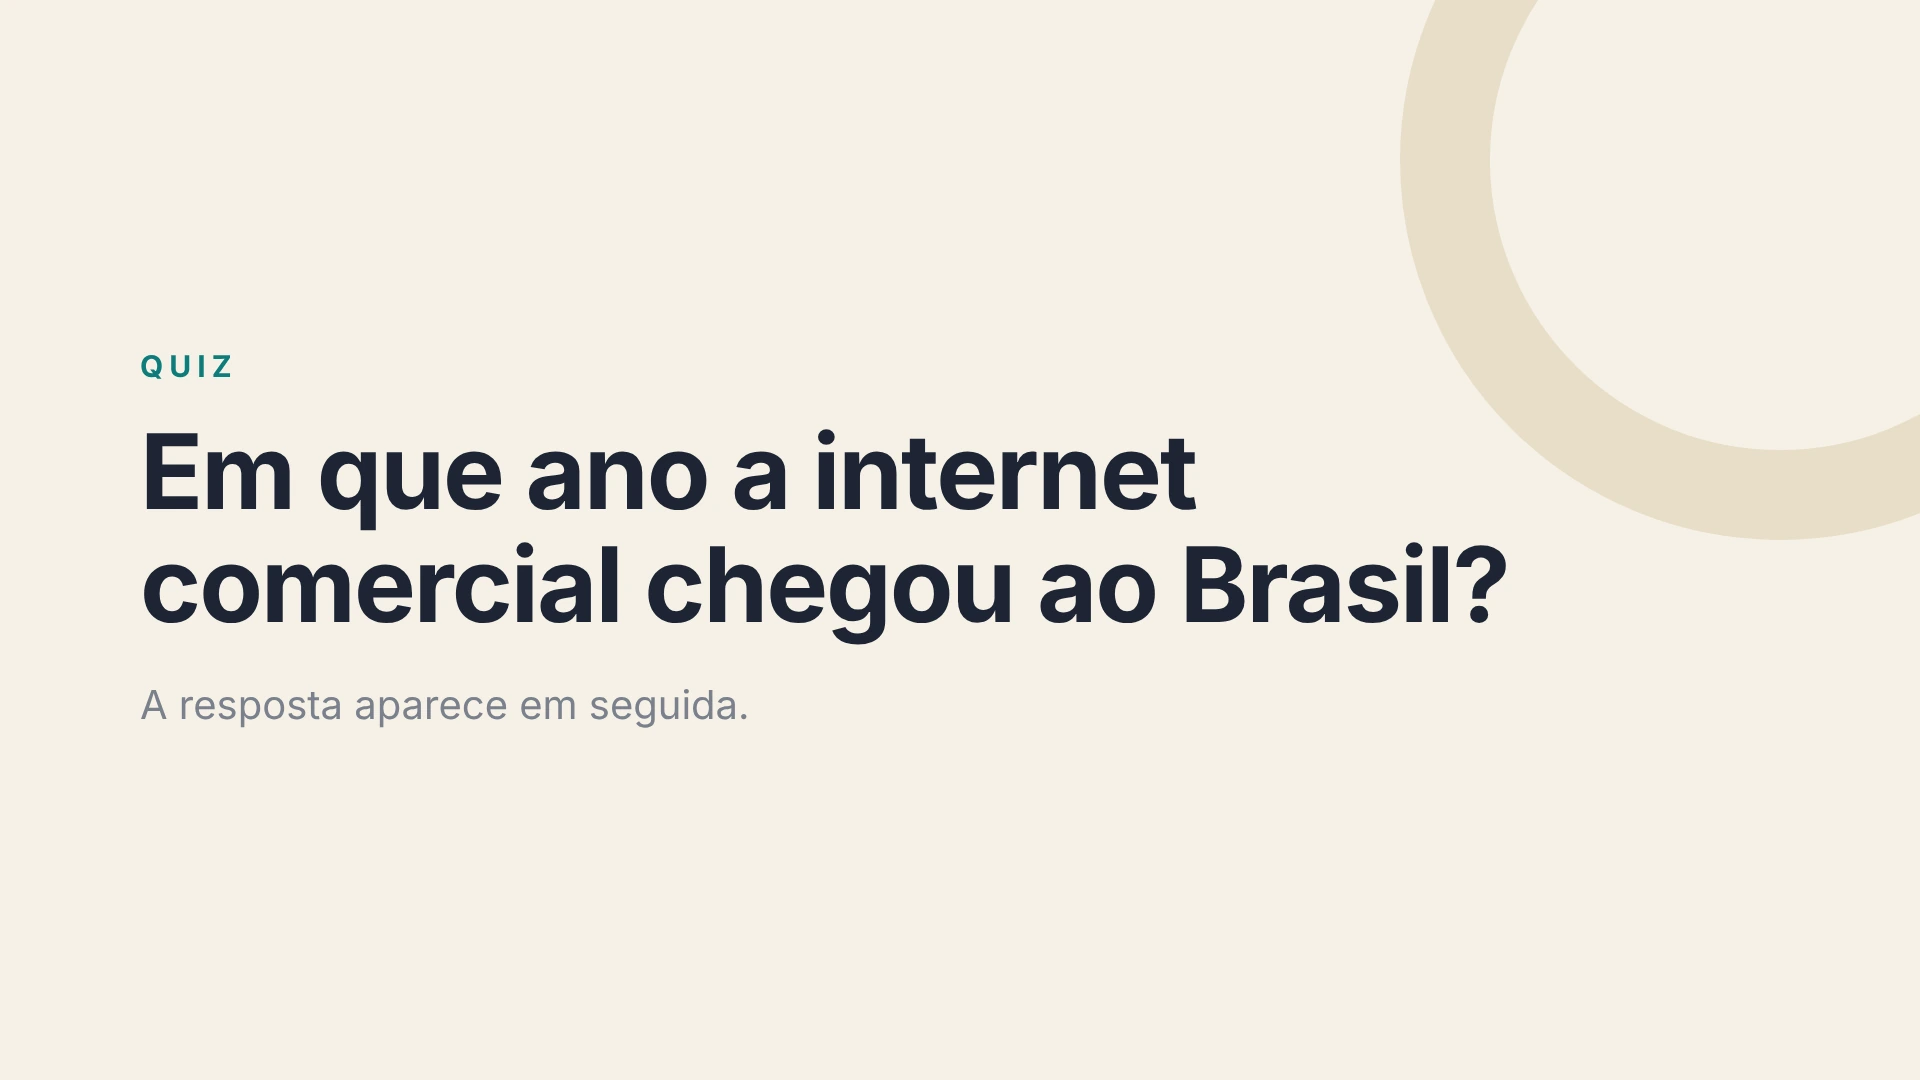 QUIZ
Em que ano a internet
comercial chegou ao Brasil?
A resposta aparece em seguida.